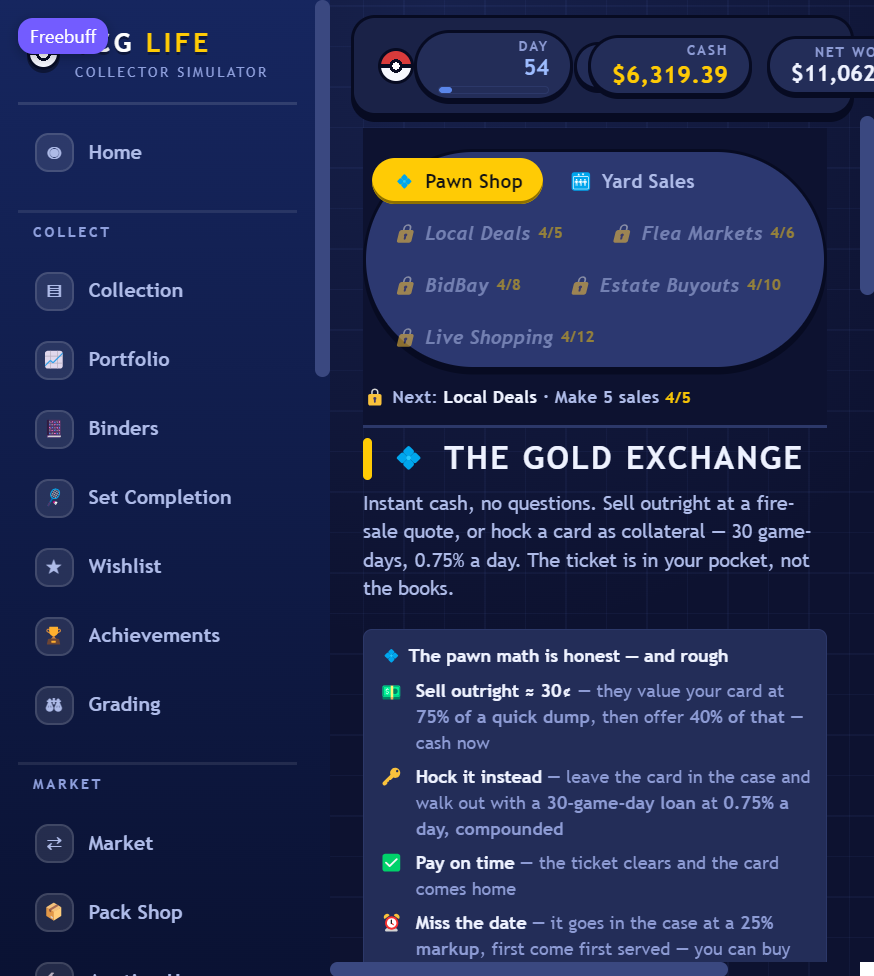 Freebuff
CG LIFE
COLLECTOR SIMULATOR
Home
COLLECT
Collection
Portfolio
Binders
Set Completion
Wishlist
Achievements
Grading
MARKET
Market
Pack Shop
DAY
54
CASH
$6,319.39
NET WO
$11,062
Pawn Shop
Yard Sales
Local Deals 4/5
Flea Markets 4/6
BidBay 4/8
Estate Buyouts 4/10
Live Shopping 4/12
Next: Local Deals · Make 5 sales 4/5
THE GOLD EXCHANGE
Instant cash, no questions. Sell outright at a fire-
sale quote, or hock a card as collateral — 30 game-
days, 0.75% a day. The ticket is in your pocket, not
the books.
The pawn math is honest — and rough
Sell outright ≈ 30¢ — they value your card at
75% of a quick dump, then offer 40% of that —
cash now
Hock it instead — leave the card in the case and
walk out with a 30-game-day loan at 0.75% a
day, compounded
Pay on time — the ticket clears and the card
comes home
Miss the date — it goes in the case at a 25%
markup, first come first served — you can buy